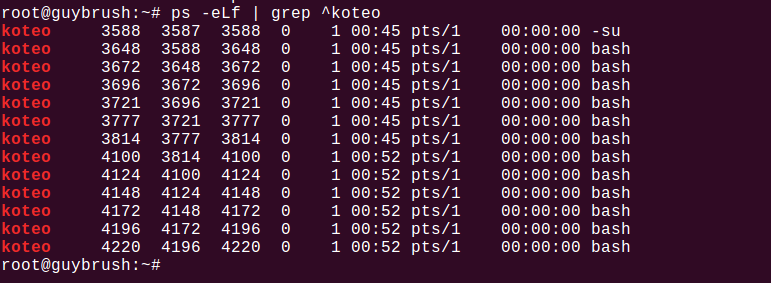 root@guybrush:~# ps -eLf | grep ^koteo
koteo     3588  3587  3588  0    1 00:45 pts/1    00:00:00 -su
koteo     3648  3588  3648  0    1 00:45 pts/1    00:00:00 bash
koteo     3672  3648  3672  0    1 00:45 pts/1    00:00:00 bash
koteo     3696  3672  3696  0    1 00:45 pts/1    00:00:00 bash
koteo     3721  3696  3721  0    1 00:45 pts/1    00:00:00 bash
koteo     3777  3721  3777  0    1 00:45 pts/1    00:00:00 bash
koteo     3814  3777  3814  0    1 00:45 pts/1    00:00:00 bash
koteo     4100  3814  4100  0    1 00:52 pts/1    00:00:00 bash
koteo     4124  4100  4124  0    1 00:52 pts/1    00:00:00 bash
koteo     4148  4124  4148  0    1 00:52 pts/1    00:00:00 bash
koteo     4172  4148  4172  0    1 00:52 pts/1    00:00:00 bash
koteo     4196  4172  4196  0    1 00:52 pts/1    00:00:00 bash
koteo     4220  4196  4220  0    1 00:52 pts/1    00:00:00 bash
root@guybrush:~#